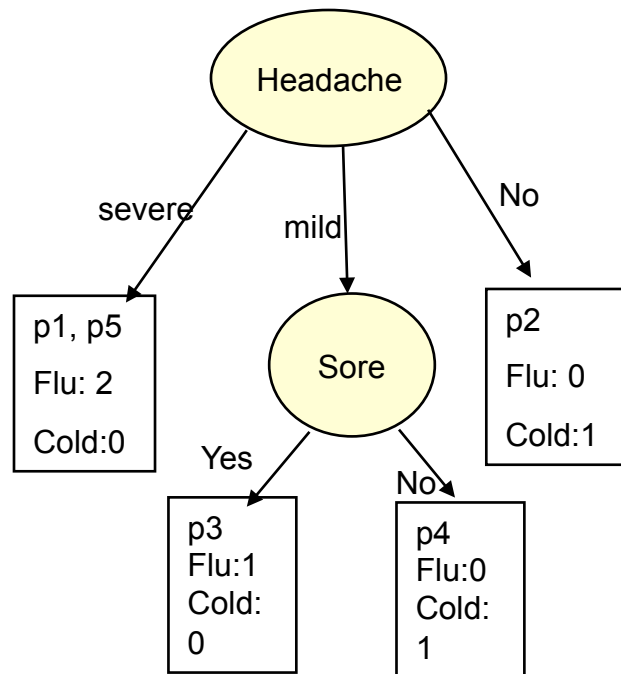 Headache
severe
mild
No
p1, p5
Flu: 2
Cold:0
Sore
p2
Flu: 0
Cold:1
Yes
No
p3
Flu:1
Cold:
0
p4
Flu:0
Cold:
1